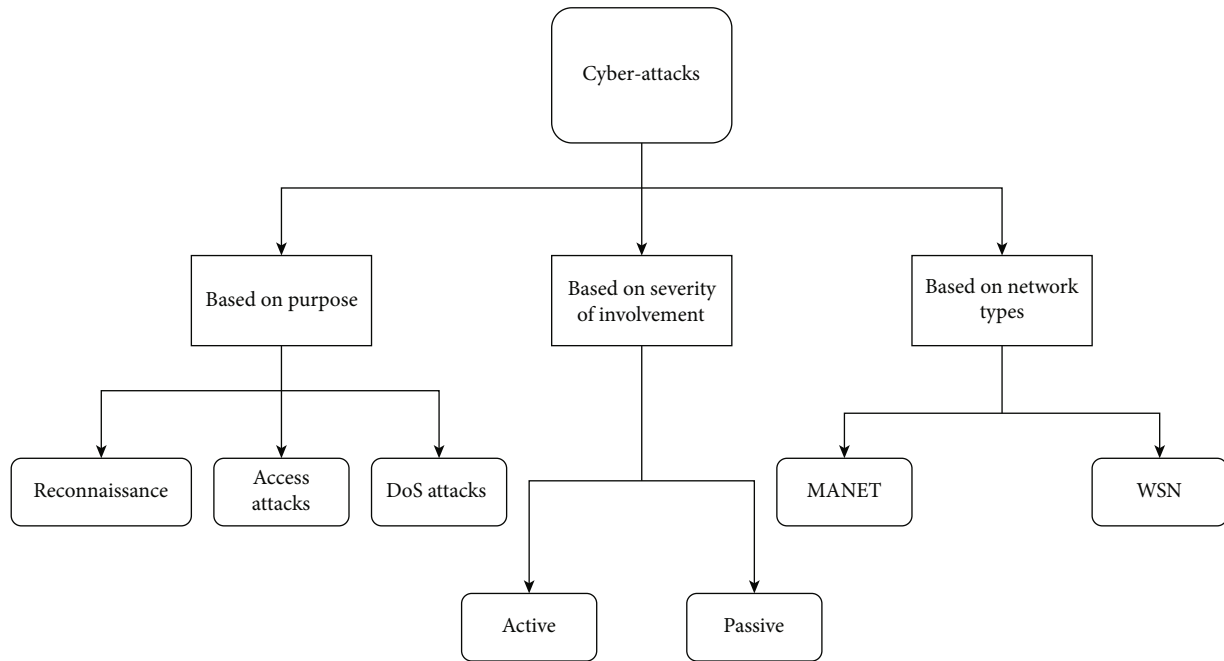 Cyber-attacks
Based on purpose
Based on severity
of involvement
Based on network
types
Reconnaissance
Access
attacks
DoS attacks
MANET
WSN
Active
Passive